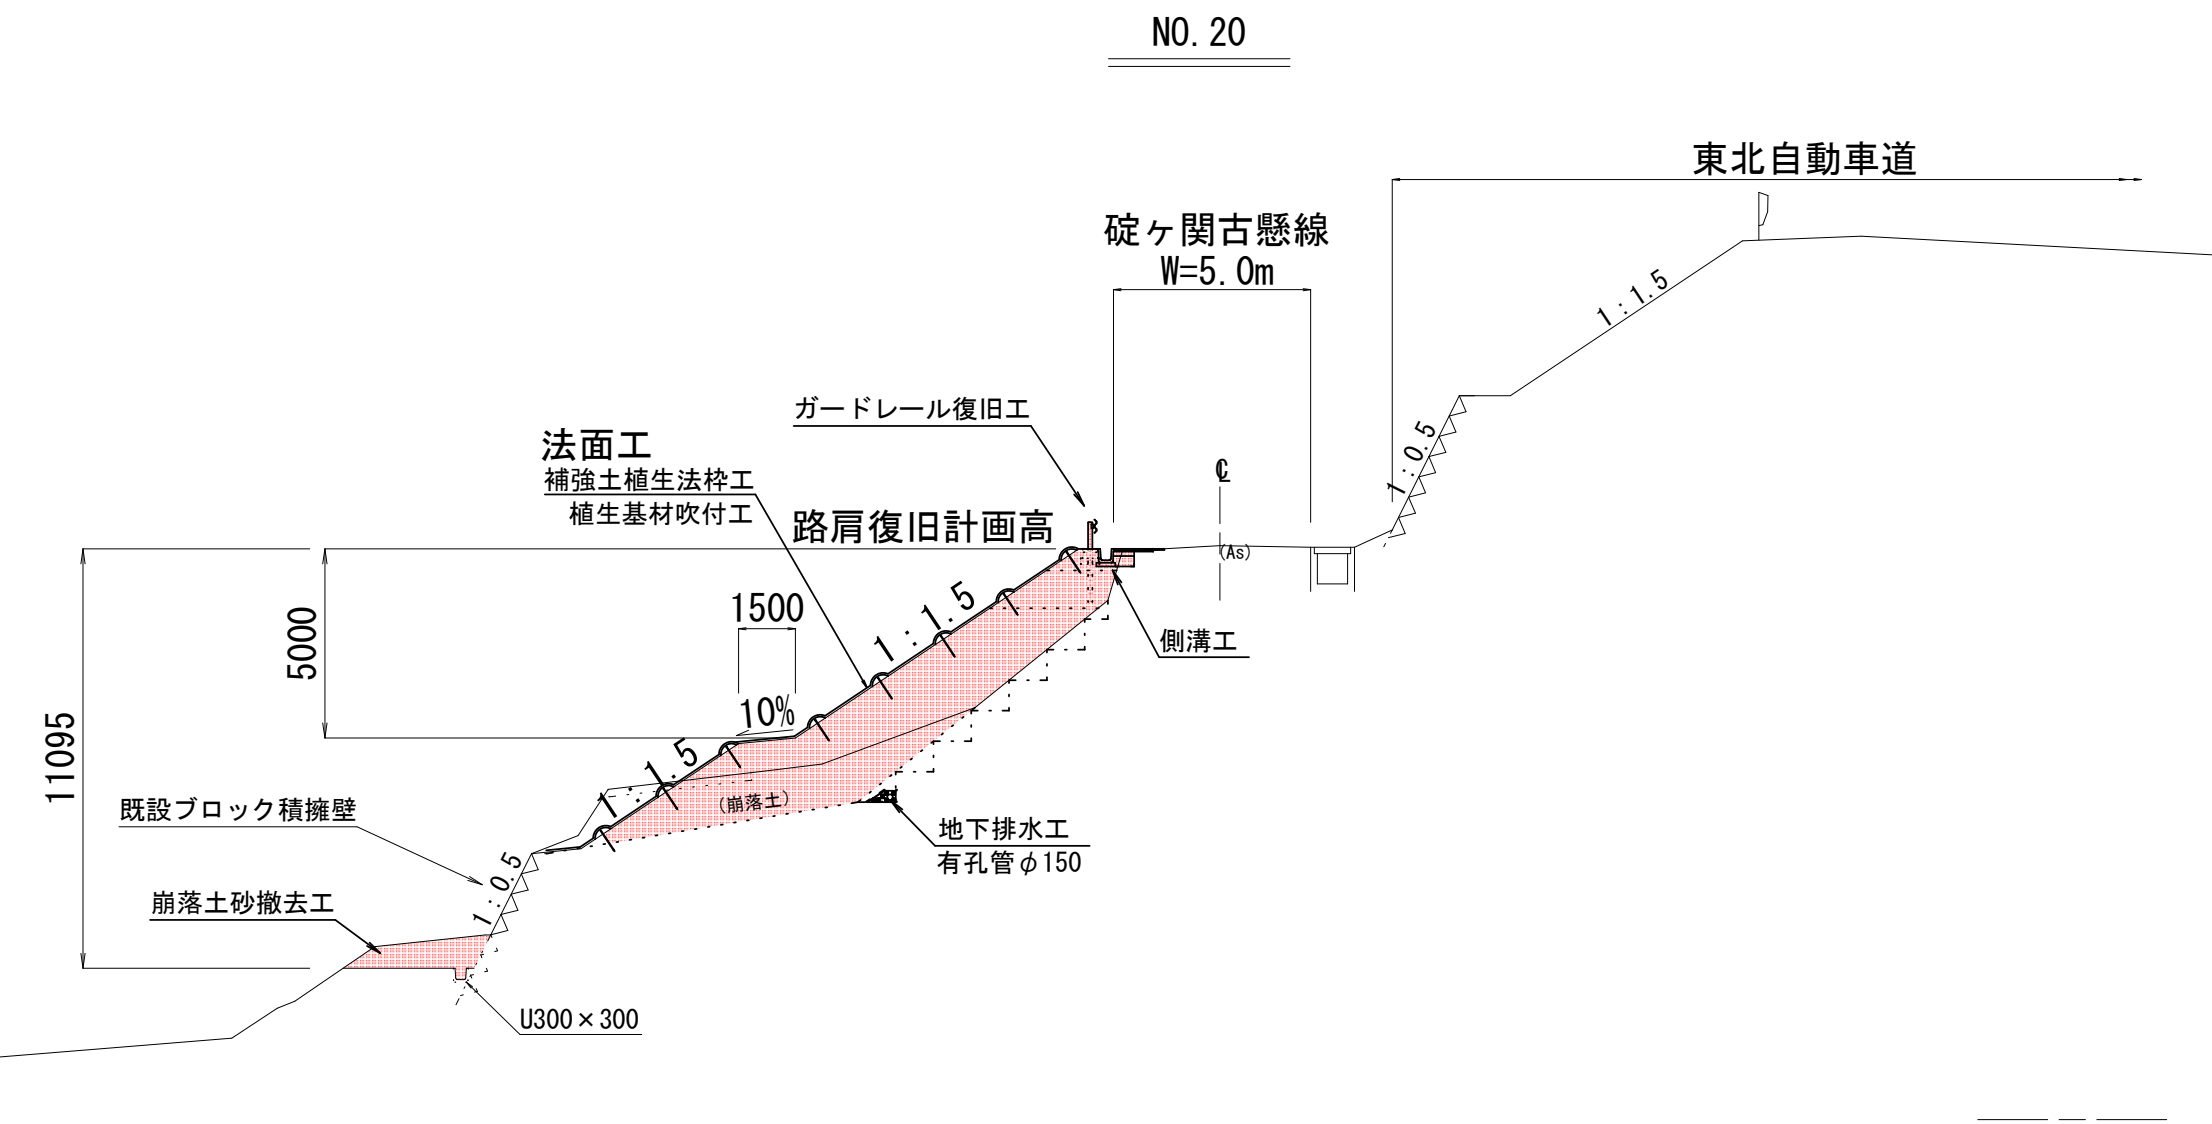 NO.20
東北自動車道
碇ヶ関古懸線
W=5.0m
1:1.5
ガードレール復旧工
1:0.5
法面工
補強土植生法枠工
植生基材吹付工
℄
路肩復旧計画高
(As)
5000
1500
1:1.5
側溝工
11095
10%
1:1.5
(崩落土)
既設ブロック積擁壁
地下排水工
有孔管φ150
1:0.5
崩落土砂撤去工
U300×300